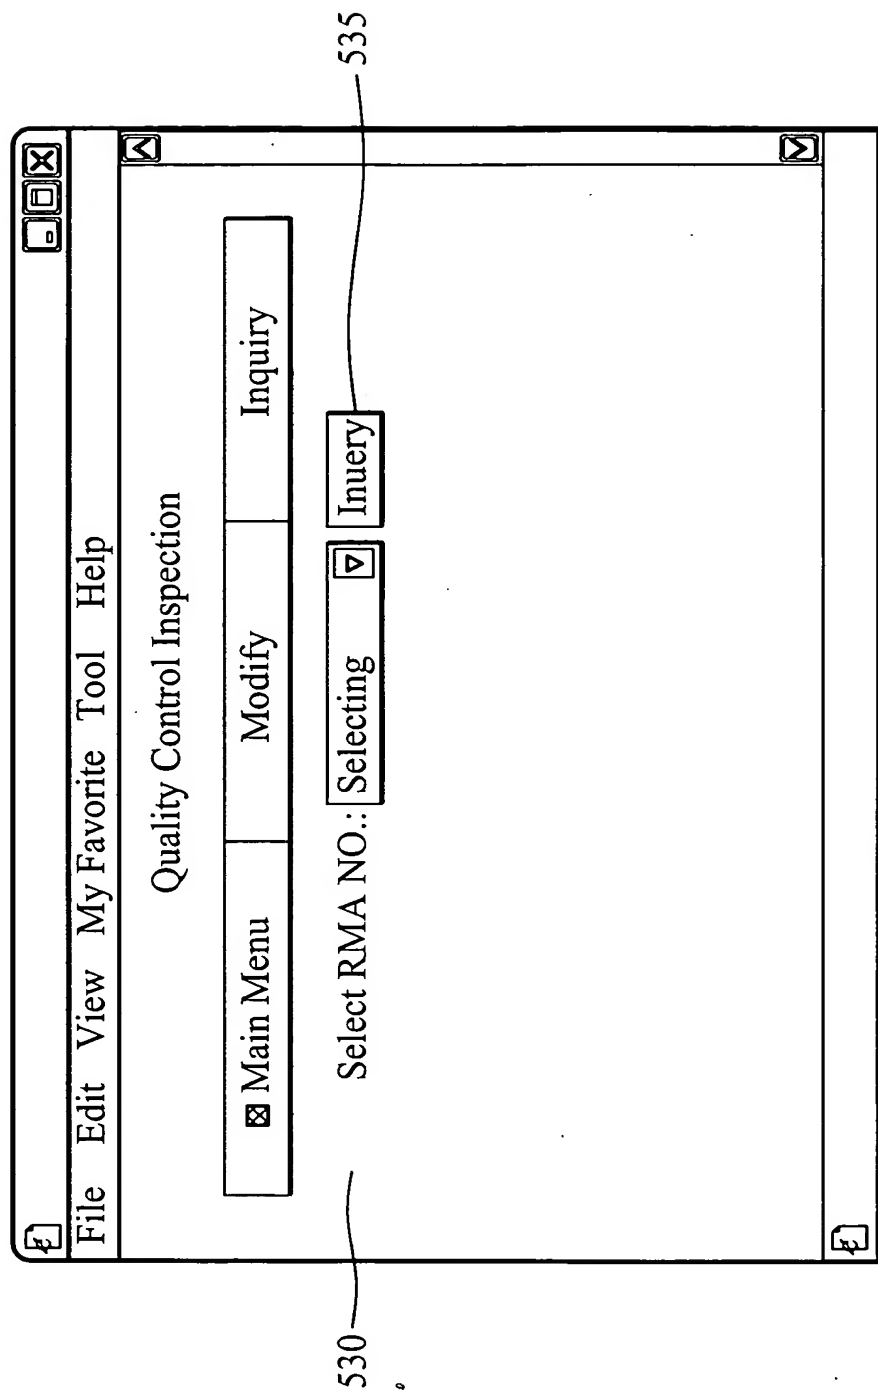 File Edit View My Favorite Tool Help
Quality Control Inspection
Main Menu Modify Inquiry
530 Select RMA NO.: Selecting Inuery 535